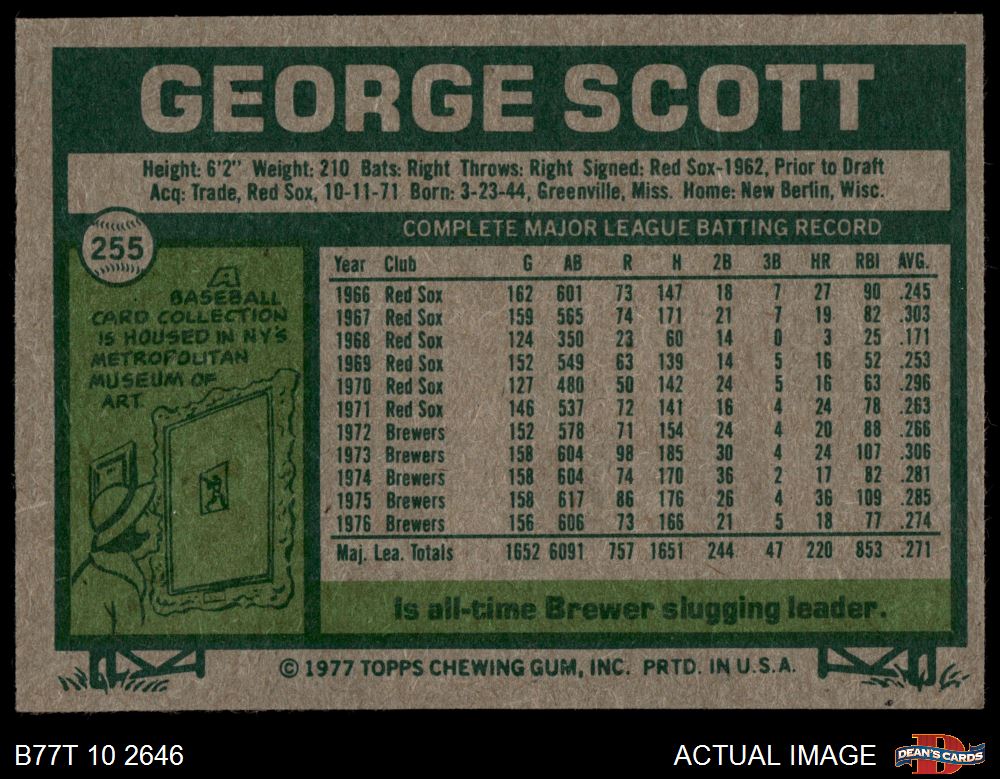 GEORGE SCOTT
Height: 6'2" Weight: 210 Bats: Right Throws: Right Signed: Red Sox-1962, Prior to Draft
Acq: Trade, Red Sox, 10-11-71 Born: 3-23-44, Greenville, Miss. Home: New Berlin, Wisc.
255
A
BASEBALL
CARD COLLECTION
IS HOUSED IN NY'S
METROPOLITAN
MUSEUM OF
ART
COMPLETE MAJOR LEAGUE BATTING RECORD
Year Club G AB R H 2B 3B HR RBI AVG.
1966 Red Sox 162 601 73 147 18 7 27 90 .245
1967 Red Sox 159 565 74 171 21 7 19 82 .303
1968 Red Sox 124 350 23 60 14 0 3 25 .171
1969 Red Sox 152 549 63 139 14 5 16 52 .253
1970 Red Sox 127 480 50 142 24 5 16 63 .296
1971 Red Sox 146 537 72 141 16 4 24 78 .263
1972 Brewers 152 578 71 154 24 4 20 88 .266
1973 Brewers 158 604 98 185 30 4 24 107 .306
1974 Brewers 158 604 74 170 36 2 17 82 .281
1975 Brewers 158 617 86 176 26 4 36 109 .285
1976 Brewers 156 606 73 166 21 5 18 77 .274
Maj. Lea. Totals 1652 6091 757 1651 244 47 220 853 .271
Is all-time Brewer slugging leader.
© 1977 TOPPS CHEWING GUM, INC. PRTD. IN U.S.A.
B77T 10 2646
ACTUAL IMAGE
D
DEAN'S CARDS